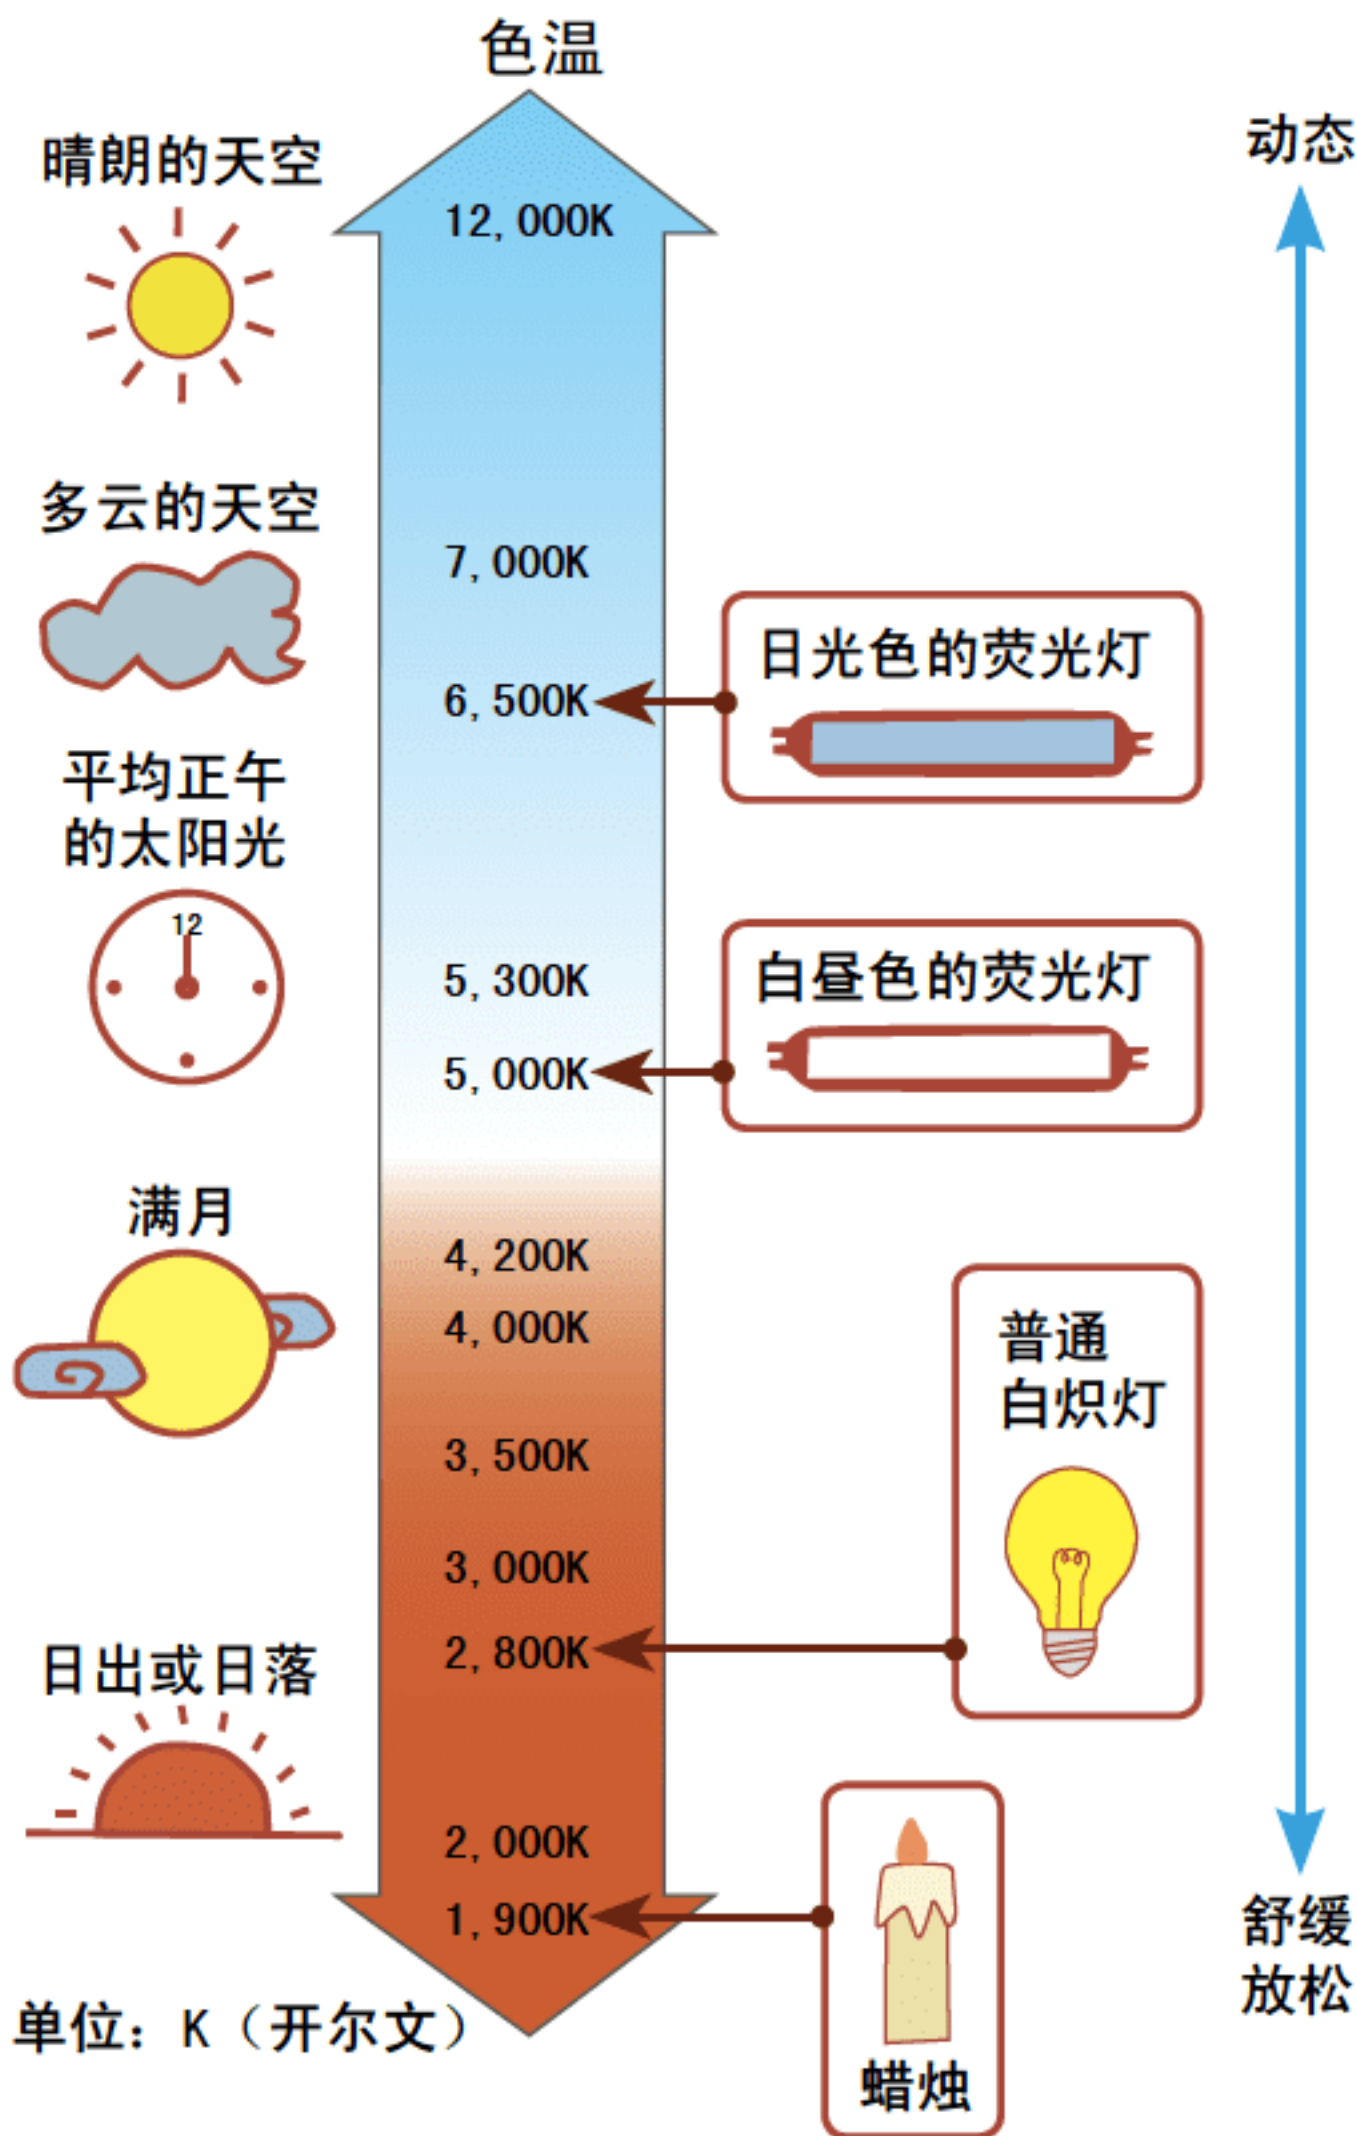 色温
动态
晴朗的天空
12,000K
多云的天空
7,000K
日光色的荧光灯
6,500K
平均正午
的太阳光
12
白昼色的荧光灯
5,300K
5,000K
满月
4,200K
4,000K
普通
白炽灯
3,500K
3,000K
日出或日落
2,800K
2,000K
1,900K
舒缓
放松
单位：K（开尔文）
蜡烛